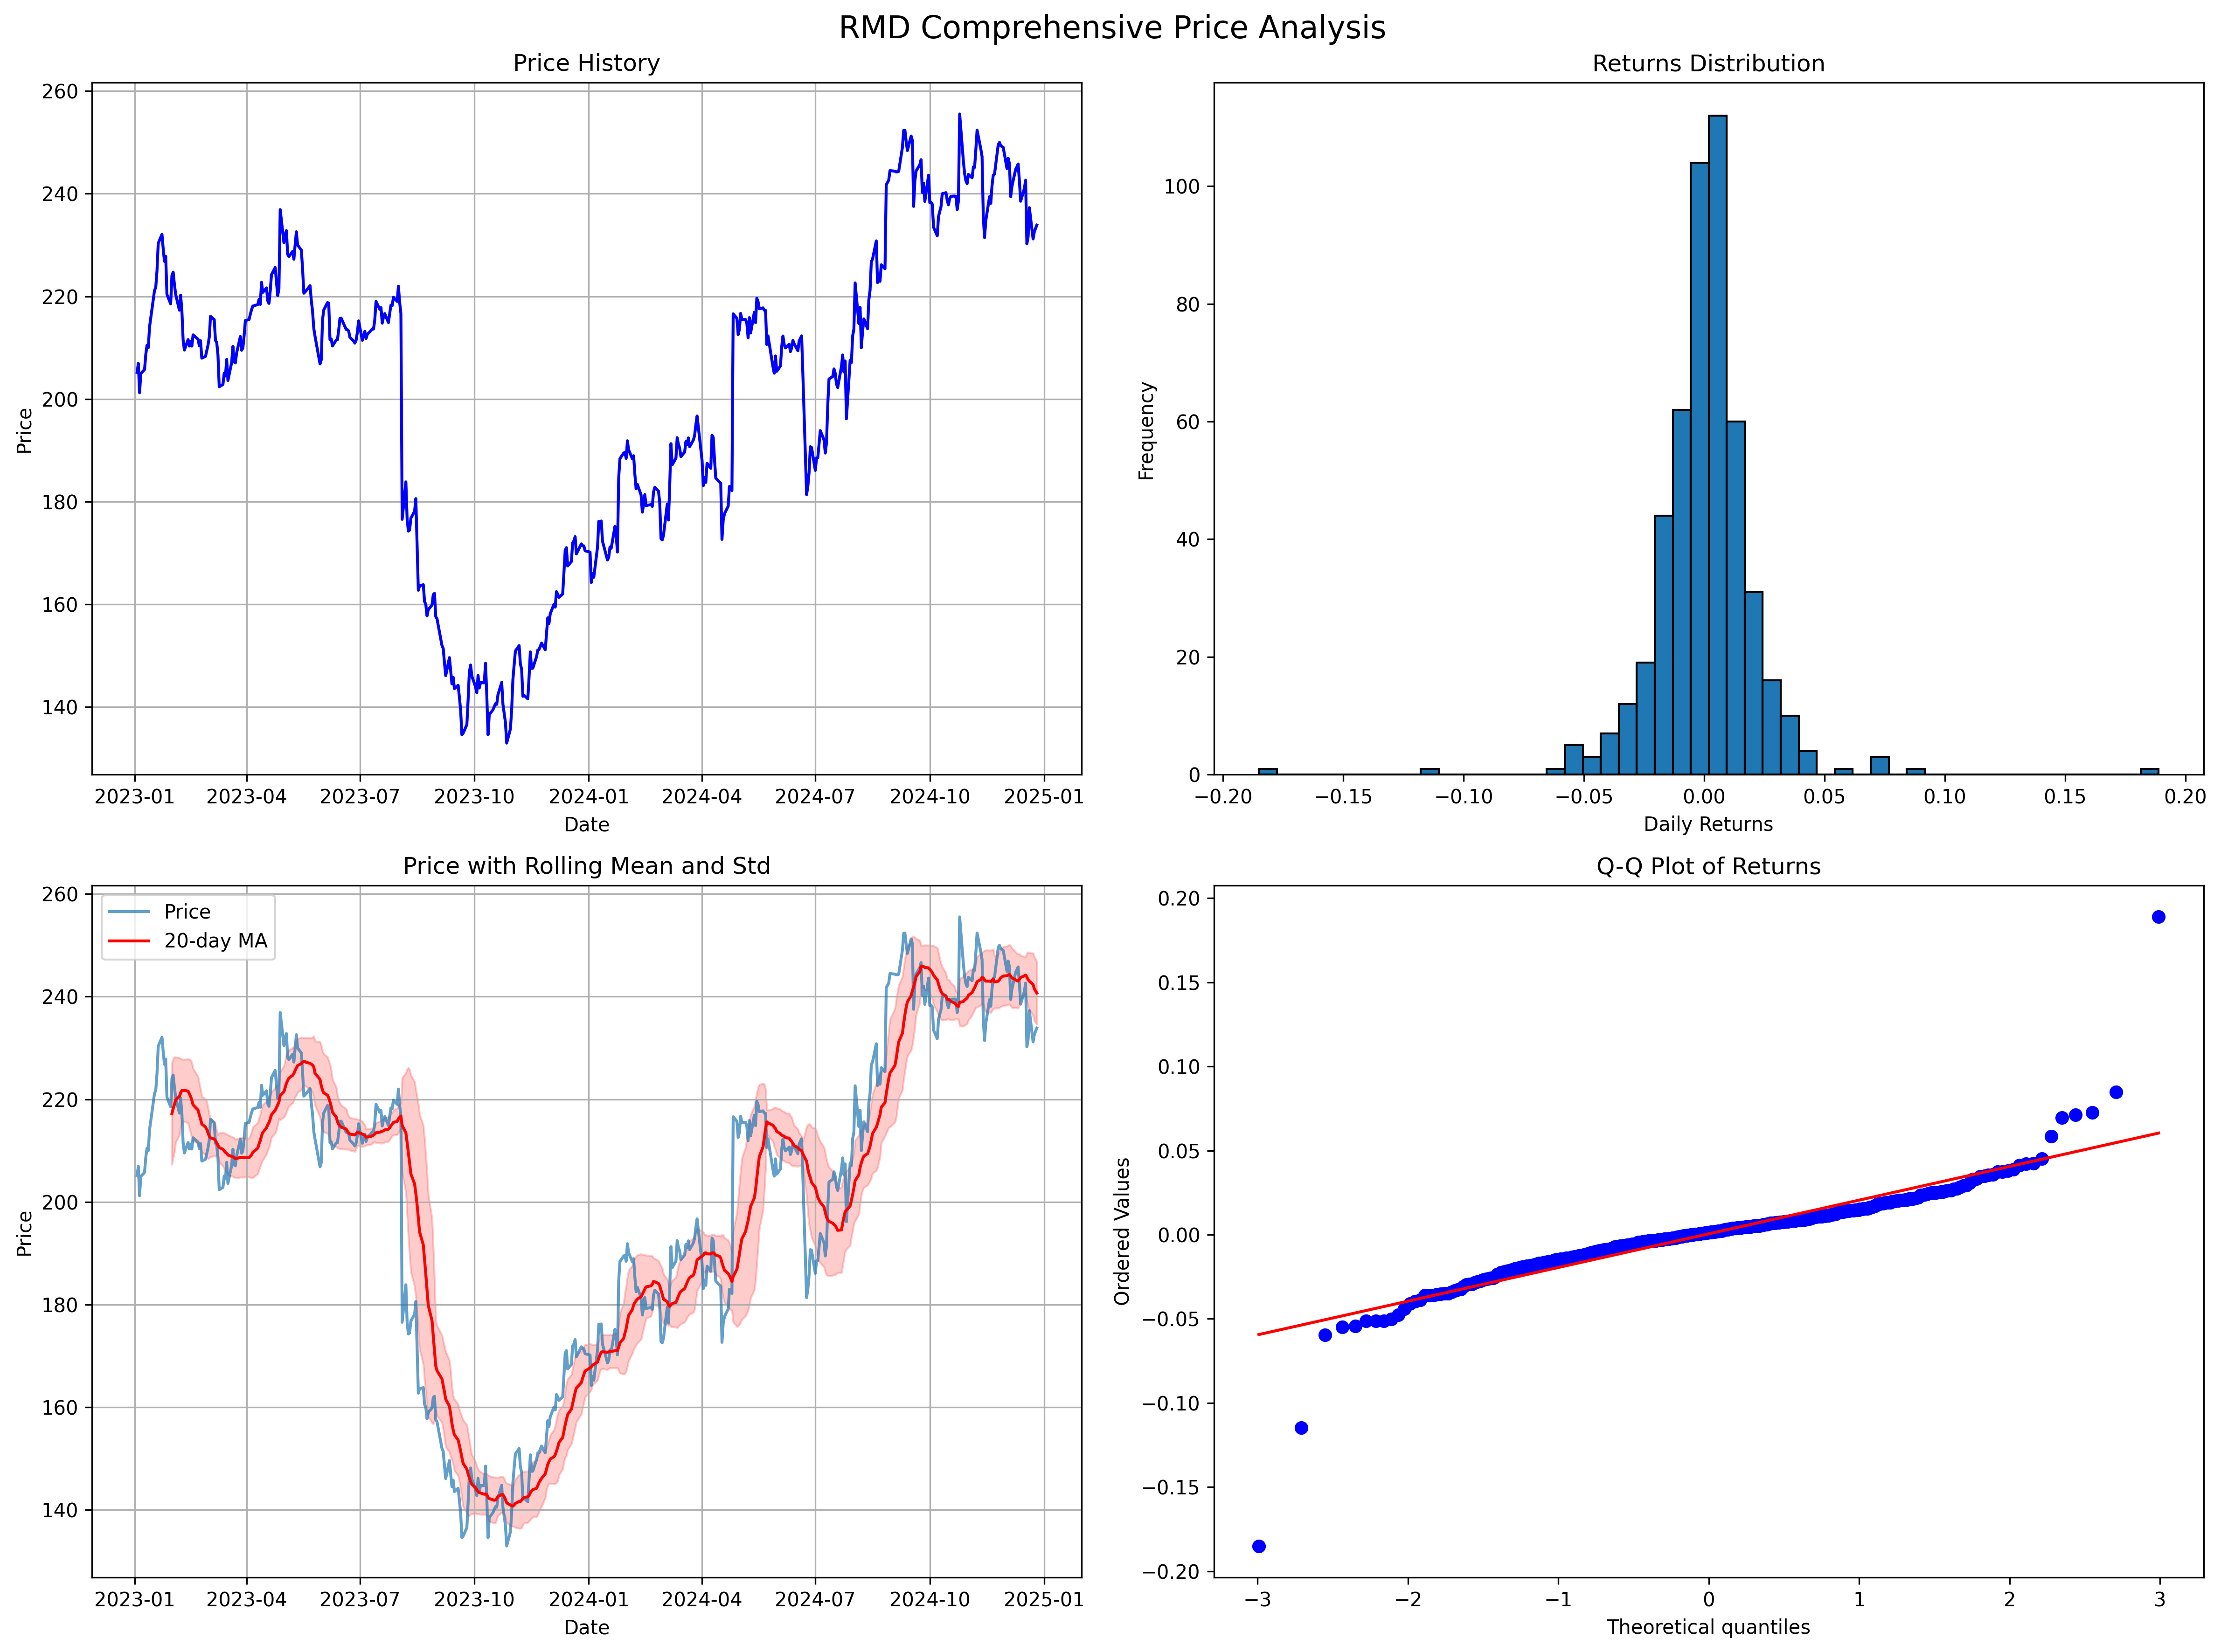 RMD Comprehensive Price Analysis
Price History
260
240
220
200
180
160
140
Price
2023-01 2023-04 2023-07 2023-10 2024-01 2024-04 2024-07 2024-10 2025-01
Date
Returns Distribution
100
80
60
40
20
0
Frequency
−0.20 −0.15 −0.10 −0.05 0.00 0.05 0.10 0.15 0.20
Daily Returns
Price with Rolling Mean and Std
Price
20-day MA
260
240
220
200
180
160
140
Price
2023-01 2023-04 2023-07 2023-10 2024-01 2024-04 2024-07 2024-10 2025-01
Date
Q-Q Plot of Returns
0.20
0.15
0.10
0.05
0.00
−0.05
−0.10
−0.15
−0.20
Ordered Values
−3 −2 −1 0 1 2 3
Theoretical quantiles